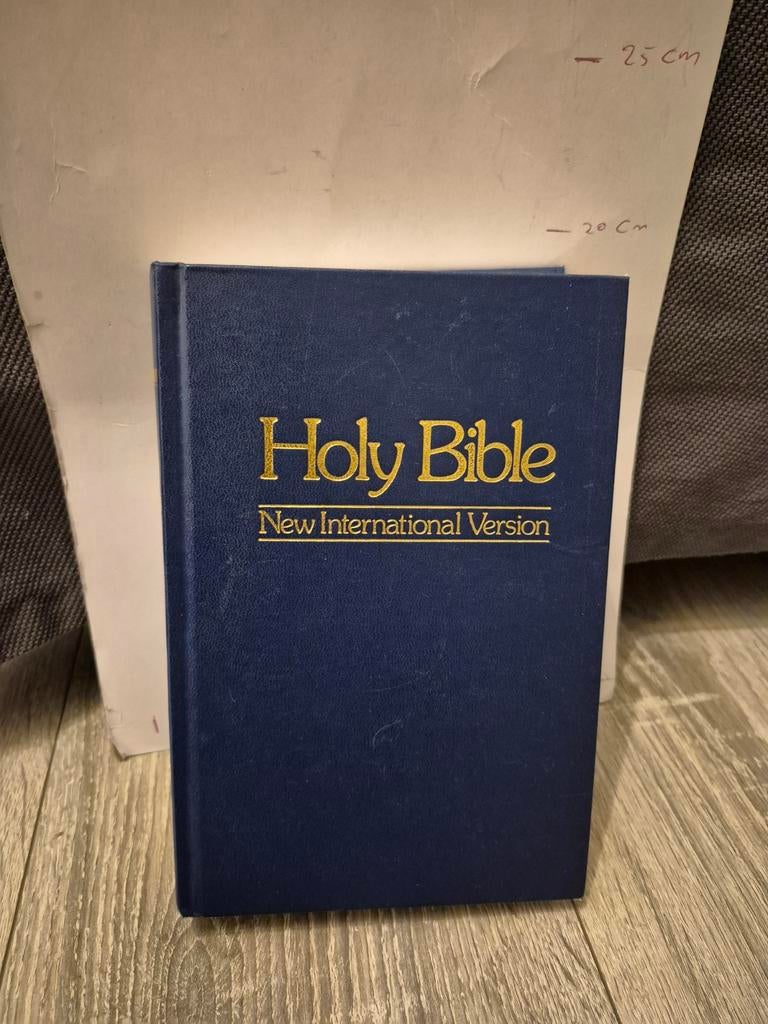 25 cm
20 cm
Holy Bible
New International Version